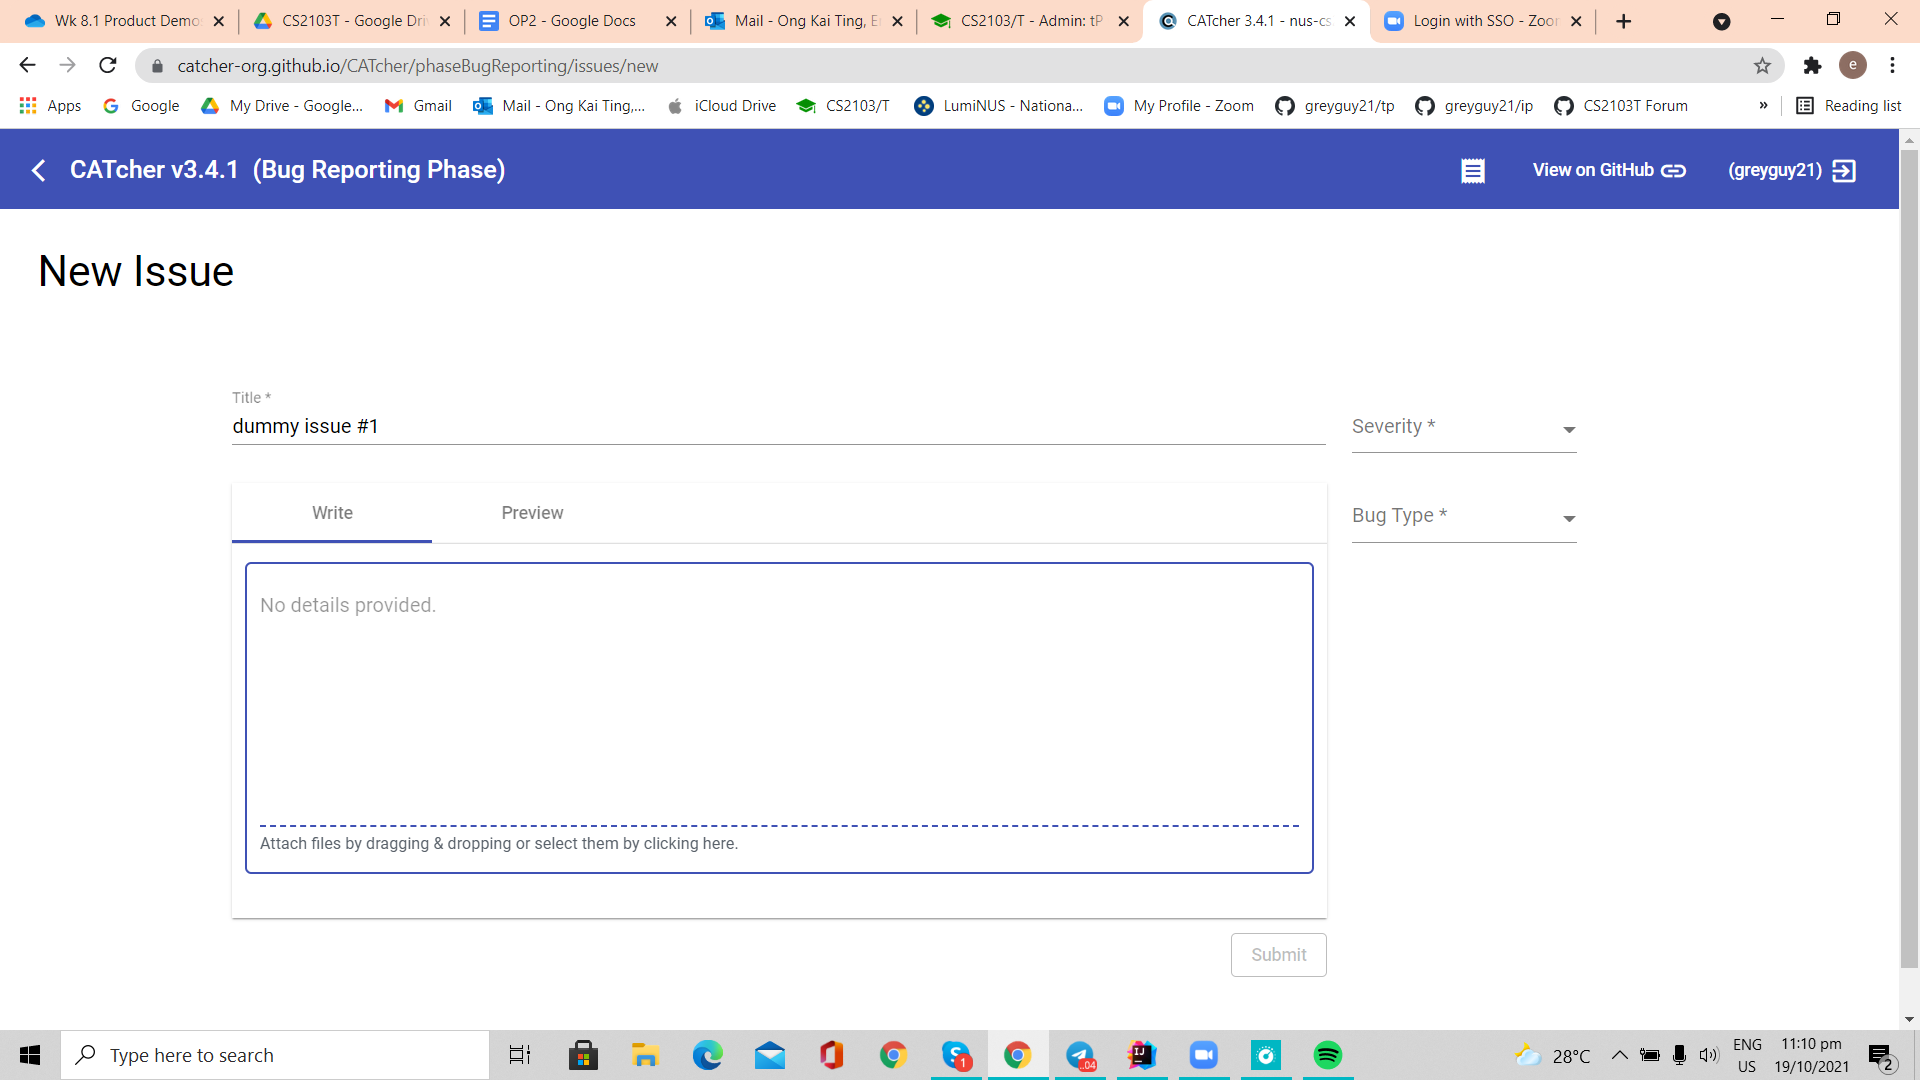 Wk 8.1 Product Demo
CS2103T - Google Dri
OP2 - Google Docs
Mail - Ong Kai Ting, E
CS2103/T - Admin: tP
CATcher 3.4.1 - nus-cs
Login with SSO - Zoo
e
catcher-org.github.io/CATcher/phaseBugReporting/issues/new
Apps
Google
My Drive - Google...
Gmail
Mail - Ong Kai Ting,...
iCloud Drive
CS2103/T
LumiNUS - Nationa...
My Profile - Zoom
greyguy21/tp
greyguy21/ip
CS2103T Forum
»
Reading list
CATcher v3.4.1 (Bug Reporting Phase)
View on GitHub
(greyguy21)
New Issue
Title *
dummy issue #1
Severity *
Write
Preview
Bug Type *
No details provided.
Attach files by dragging & dropping or select them by clicking here.
Submit
Type here to search
1
..04
IJ
28°C
ENG
US
11:10 pm
19/10/2021
2